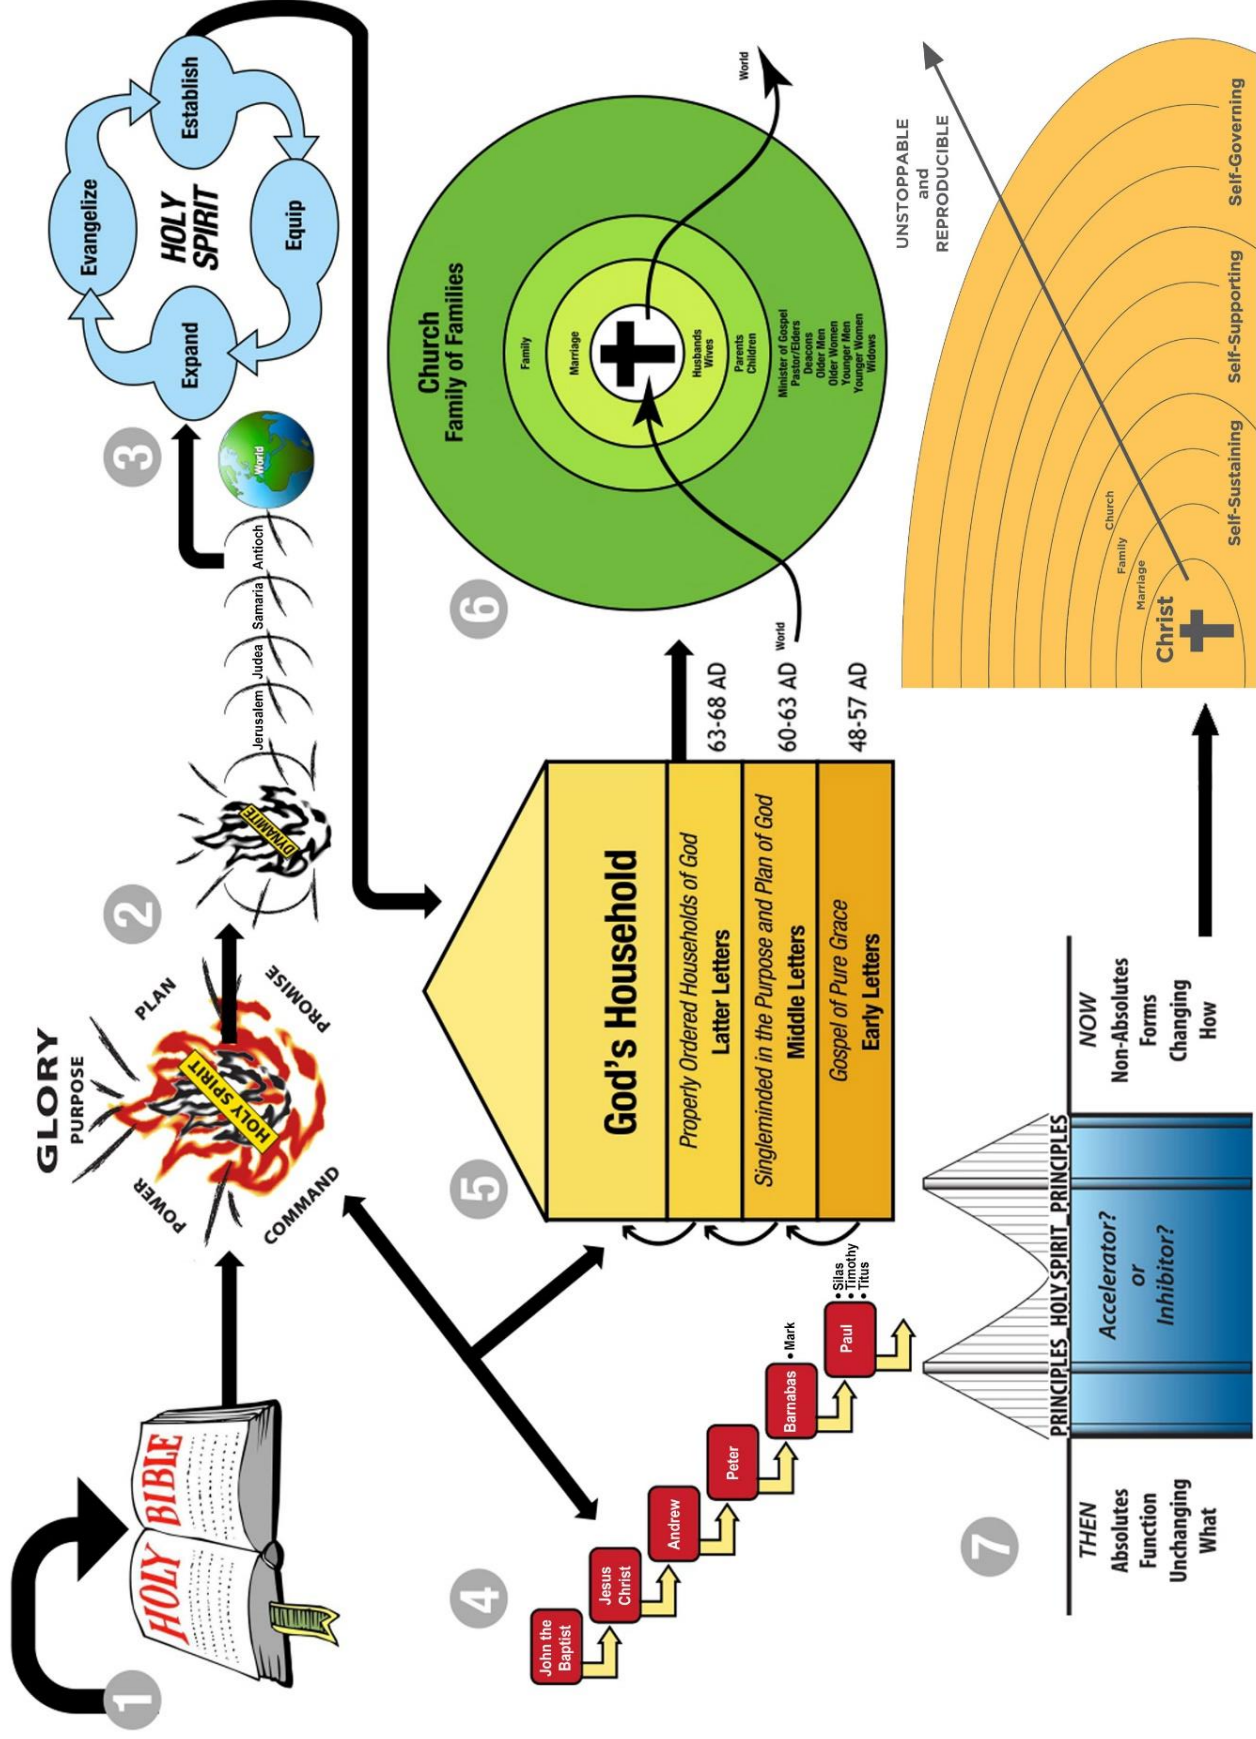 1
HOLY BIBLE
GLORY
PURPOSE
POWER
PLAN
COMMAND
PROMISE
HOLY SPIRIT
2
DYNAMITE
Jerusalem
Judea
Samaria
Antioch
World
3
Evangelize
Expand
HOLY
SPIRIT
Establish
Equip
4
John the
Baptist
Jesus
Christ
Andrew
Peter
Barnabas
• Mark
Paul
• Silas
• Timothy
• Titus
5
God's Household
Properly Ordered Households of God
Latter Letters
63-68 AD
Singleminded in the Purpose and Plan of God
Middle Letters
60-63 AD
Gospel of Pure Grace
Early Letters
48-57 AD
6
Church
Family of Families
Family
Marriage
Husbands
Wives
Parents
Children
Minister of Gospel
Pastor/Elders
Deacons
Older Men
Older Women
Younger Men
Younger Women
Widows
World
World
7
THEN
Absolutes
Function
Unchanging
What
PRINCIPLES HOLY SPIRIT PRINCIPLES
Accelerator?
or
Inhibitor?
NOW
Non-Absolutes
Forms
Changing
How
UNSTOPPABLE
and
REPRODUCIBLE
Church
Family
Marriage
Christ
Self-Sustaining
Self-Supporting
Self-Governing